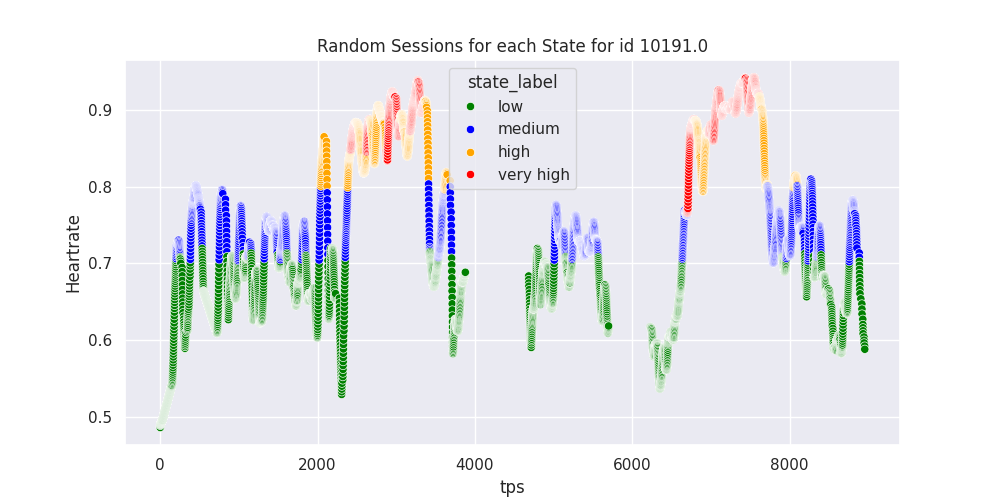 Random Sessions for each State for id 10191.0
state_label
low
medium
high
very high
Heartrate
0.9
0.8
0.7
0.6
0.5
0 2000 4000 6000 8000
tps